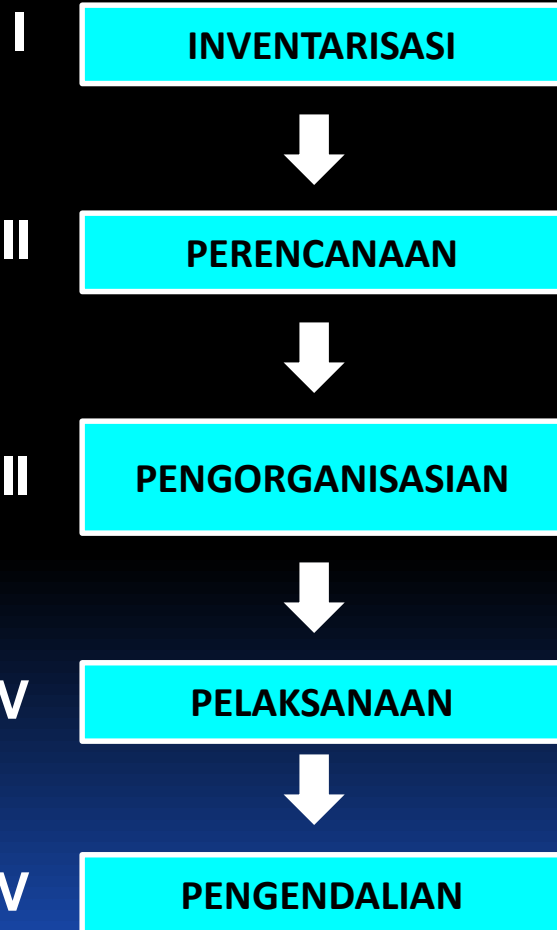 I INVENTARISASI
II PERENCANAAN
II PENGORGANISASIAN
V PELAKSANAAN
V PENGENDALIAN